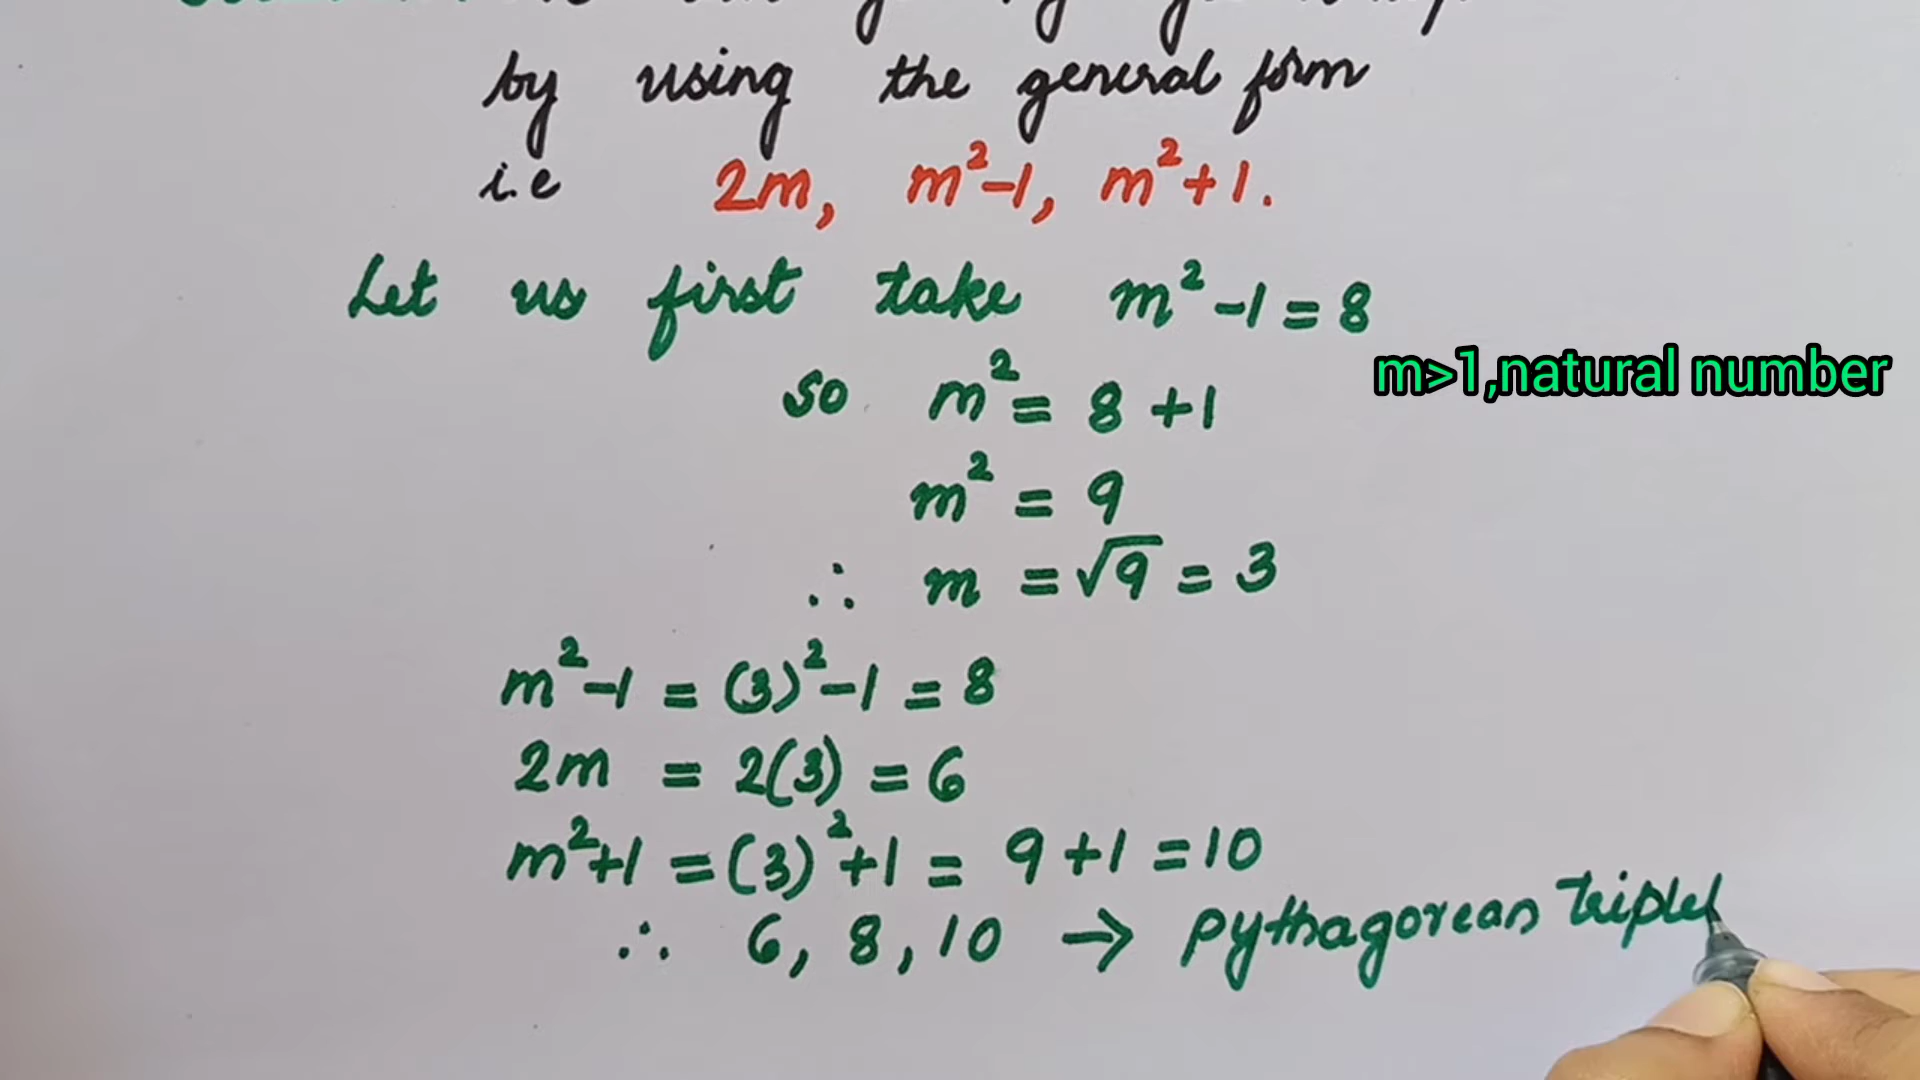 by using the general form
i.e 2m, m²-1, m²+1.
Let us first take m²-1=8
m>1,natural number
so m² = 8+1
m² = 9
∴ m = √9 = 3
m²-1 = (3)²-1 = 8
2m = 2(3) = 6
m²+1 = (3)²+1 = 9+1 = 10
∴ 6, 8, 10 → Pythagorean triplet